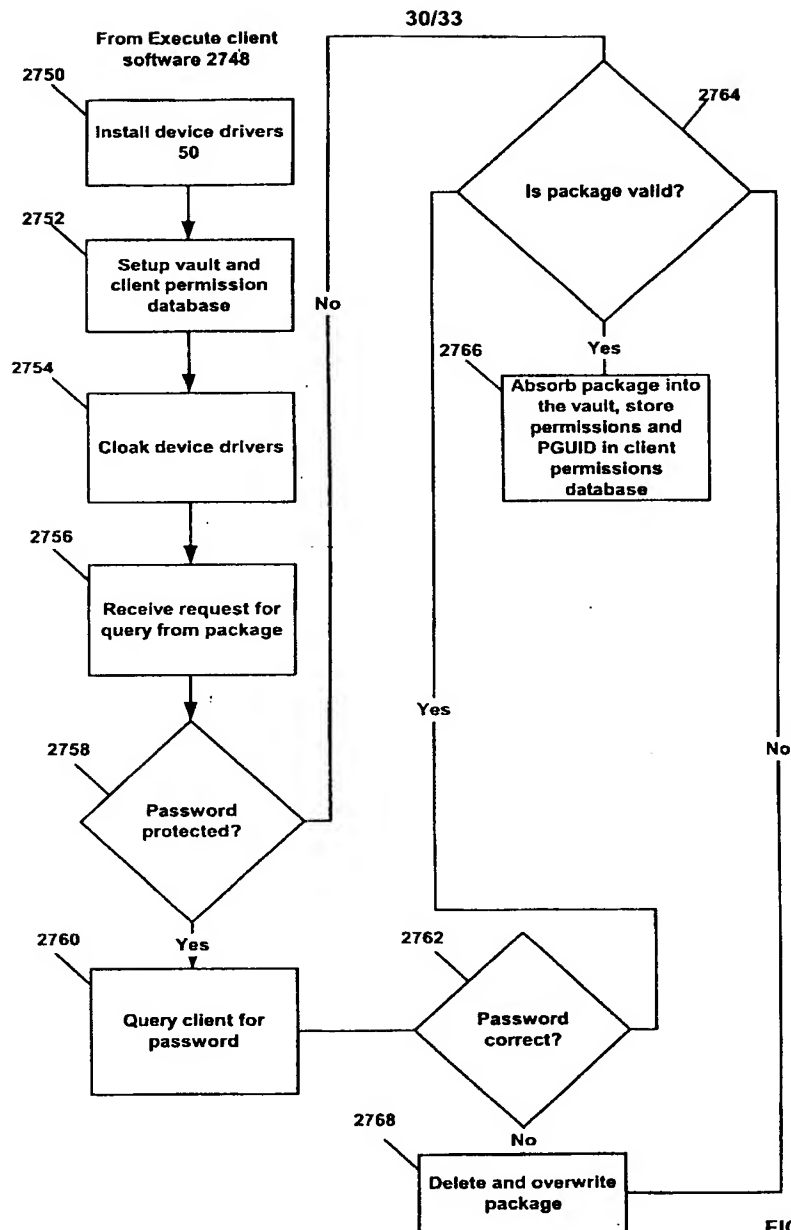 30/33
From Execute client
software 2748
2750
Install device drivers
50
2752
Setup vault and
client permission
database
2754
Cloak device drivers
2756
Receive request for
query from package
2758
Password
protected?
No
Yes
2760
Query client for
password
2762
Password
correct?
Yes
No
2764
Is package valid?
Yes
No
2766
Absorb package into
the vault, store
permissions and
PGUID in client
permissions
database
2768
Delete and overwrite
package